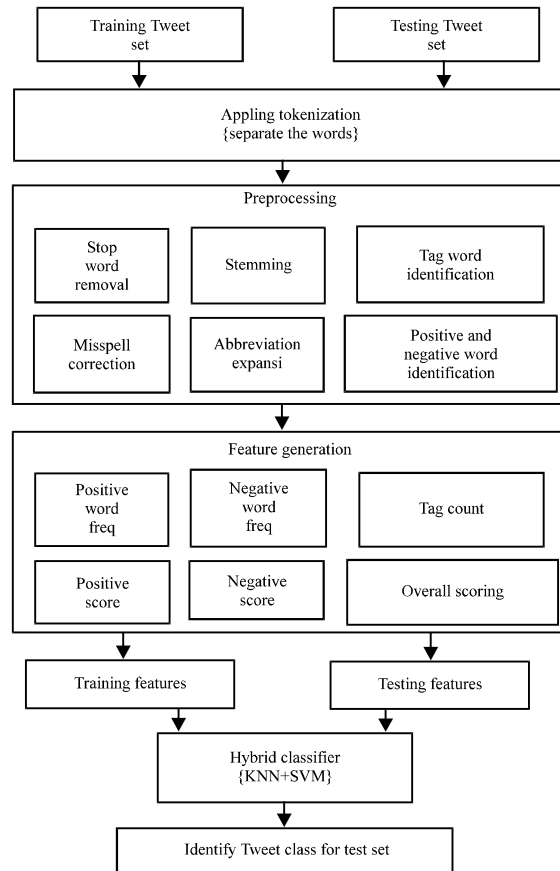 Training Tweet
set
Testing Tweet
set
Appling tokenization
{separate the words}
Preprocessing
Stop
word
removal
Stemming
Tag word
identification
Misspell
correction
Abbreviation
expansi
Positive and
negative word
identification
Feature generation
Positive
word
freq
Negative
word
freq
Tag count
Positive
score
Negative
score
Overall scoring
Training features
Testing features
Hybrid classifier
{KNN+SVM}
Identify Tweet class for test set